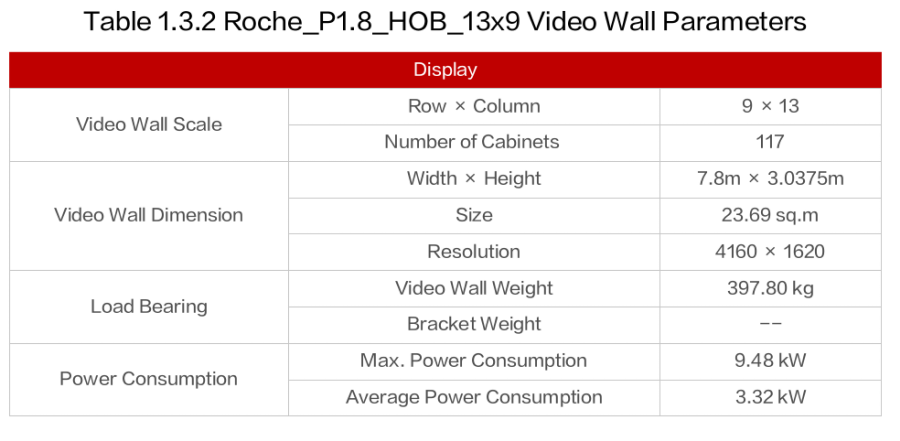 Table 1.3.2 Roche_P1.8_HOB_13x9 Video Wall Parameters
Display
Video Wall Scale
Row × Column
9 × 13
Number of Cabinets
117
Video Wall Dimension
Width × Height
7.8m × 3.0375m
Size
23.69 sq.m
Resolution
4160 × 1620
Load Bearing
Video Wall Weight
397.80 kg
Bracket Weight
--
Power Consumption
Max. Power Consumption
9.48 kW
Average Power Consumption
3.32 kW